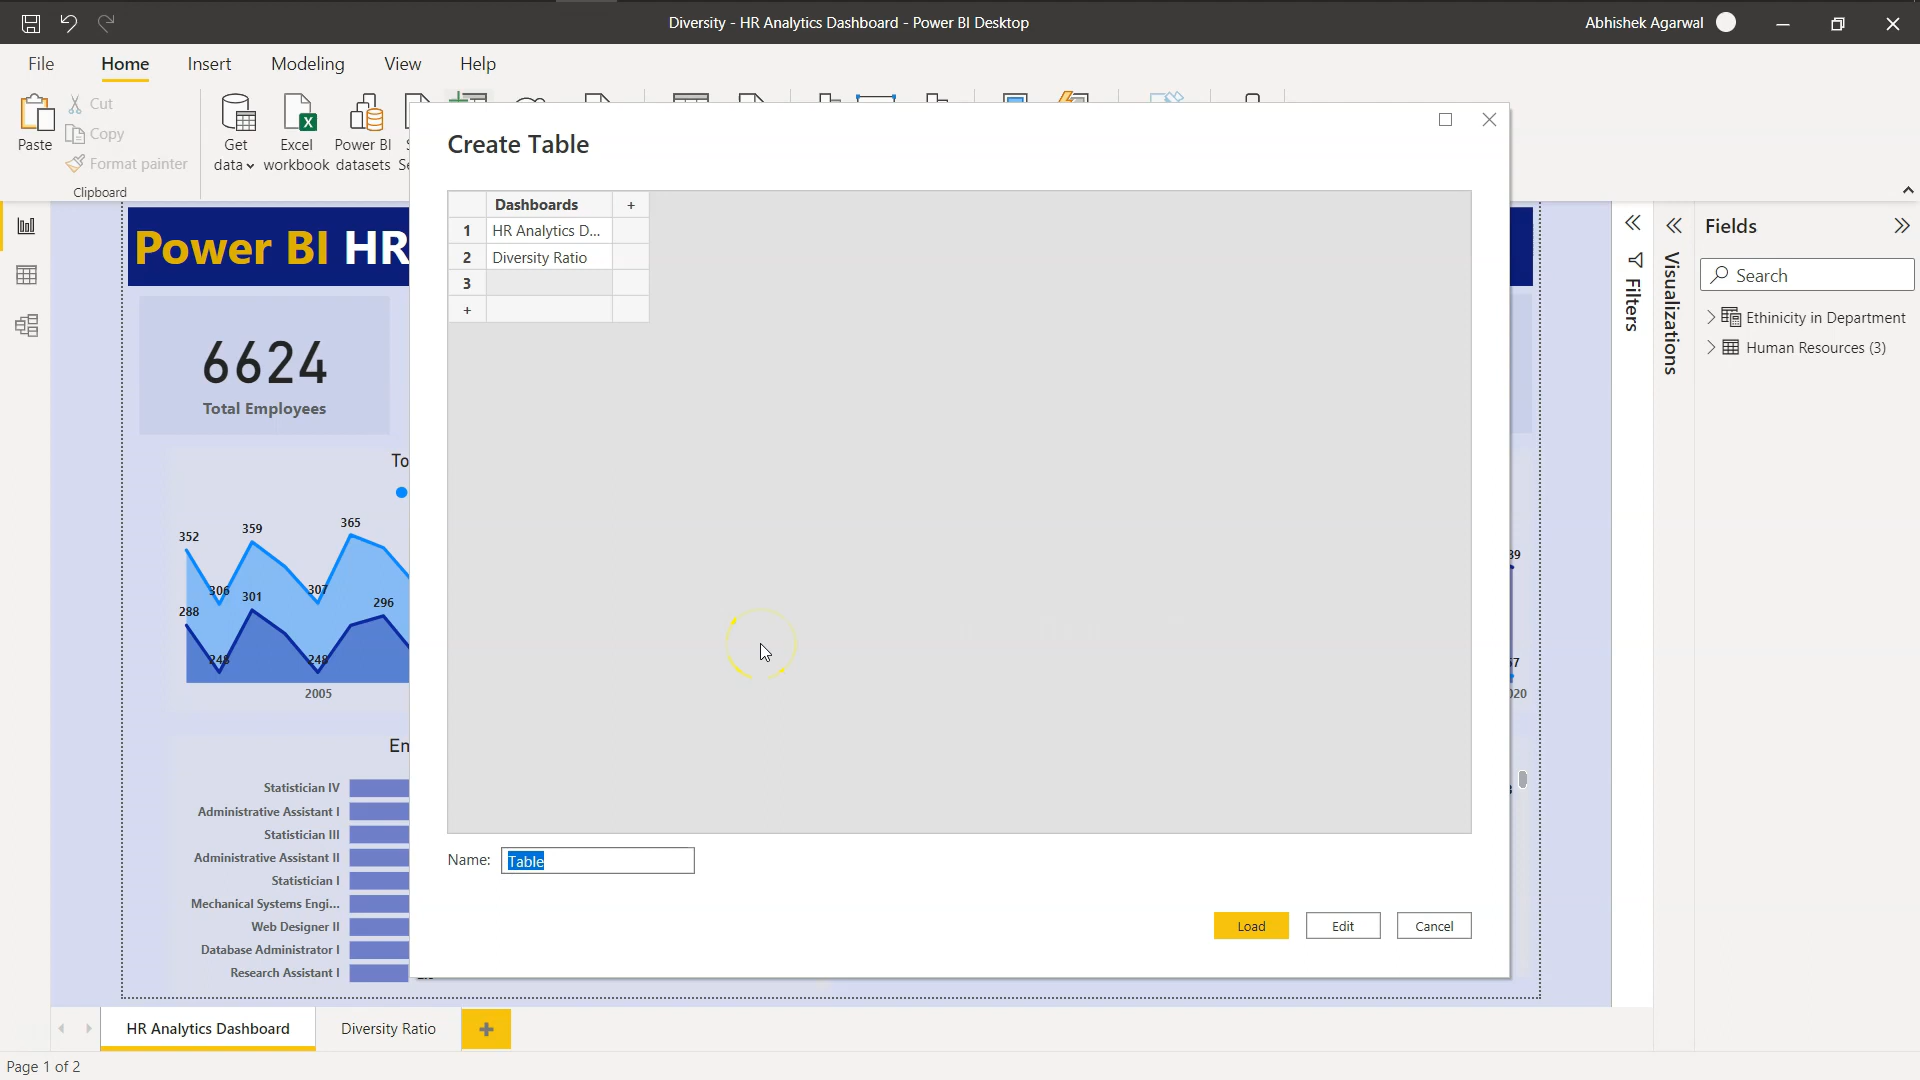 Diversity - HR Analytics Dashboard - Power BI Desktop
Abhishek Agarwal
File
Home
Insert
Modeling
View
Help
Paste
Cut
Copy
Format painter
Clipboard
Get data
Excel workbook
Power BI datasets
Create Table
Dashboards +
1 HR Analytics D...
2 Diversity Ratio
3
+
Name: Table
Load
Edit
Cancel
Power BI HR
6624
Total Employees
To
352
359
365
306
301
307
288
296
248
248
2005
En
Statistician IV
Administrative Assistant I
Statistician III
Administrative Assistant II
Statistician I
Mechanical Systems Engi...
Web Designer II
Database Administrator I
Research Assistant I
Filters
Visualizations
Fields
Search
Ethinicity in Department
Human Resources (3)
HR Analytics Dashboard
Diversity Ratio
+
Page 1 of 2